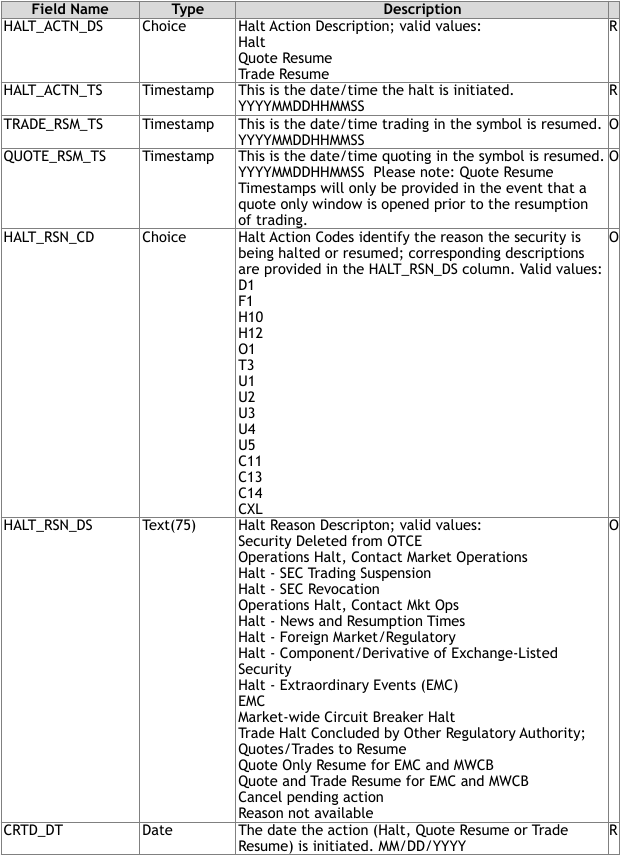 Field Name Type Description
HALT_ACTN_DS Choice Halt Action Description; valid values: R
Halt
Quote Resume
Trade Resume
HALT_ACTN_TS Timestamp This is the date/time the halt is initiated. R
YYYYMMDDHHMMSS
TRADE_RSM_TS Timestamp This is the date/time trading in the symbol is resumed. O
YYYYMMDDHHMMSS
QUOTE_RSM_TS Timestamp This is the date/time quoting in the symbol is resumed. O
YYYYMMDDHHMMSS Please note: Quote Resume
Timestamps will only be provided in the event that a
quote only window is opened prior to the resumption
of trading.
HALT_RSN_CD Choice Halt Action Codes identify the reason the security is O
being halted or resumed; corresponding descriptions
are provided in the HALT_RSN_DS column. Valid values:
D1
F1
H10
H12
O1
T3
U1
U2
U3
U4
U5
C11
C13
C14
CXL
HALT_RSN_DS Text(75) Halt Reason Descripton; valid values: O
Security Deleted from OTCE
Operations Halt, Contact Market Operations
Halt - SEC Trading Suspension
Halt - SEC Revocation
Operations Halt, Contact Mkt Ops
Halt - News and Resumption Times
Halt - Foreign Market/Regulatory
Halt - Component/Derivative of Exchange-Listed
Security
Halt - Extraordinary Events (EMC)
EMC
Market-wide Circuit Breaker Halt
Trade Halt Concluded by Other Regulatory Authority;
Quotes/Trades to Resume
Quote Only Resume for EMC and MWCB
Quote and Trade Resume for EMC and MWCB
Cancel pending action
Reason not available
CRTD_DT Date The date the action (Halt, Quote Resume or Trade R
Resume) is initiated. MM/DD/YYYY